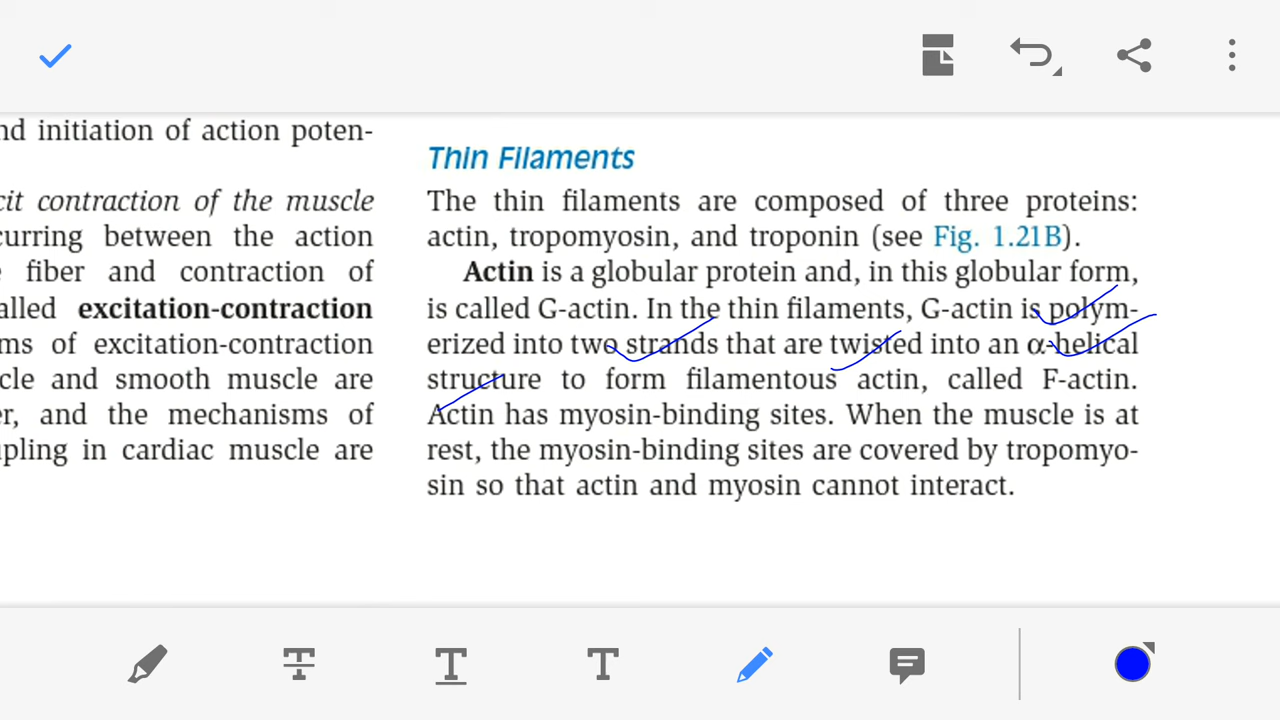 nd initiation of action poten-
cit contraction of the muscle
curring between the action
fiber and contraction of
alled excitation-contraction
ms of excitation-contraction
cle and smooth muscle are
er, and the mechanisms of
upling in cardiac muscle are
Thin Filaments
The thin filaments are composed of three proteins:
actin, tropomyosin, and troponin (see Fig. 1.21B).
Actin is a globular protein and, in this globular form,
is called G-actin. In the thin filaments, G-actin is polym-
erized into two strands that are twisted into an α-helical
structure to form filamentous actin, called F-actin.
Actin has myosin-binding sites. When the muscle is at
rest, the myosin-binding sites are covered by tropomyo-
sin so that actin and myosin cannot interact.
T
T
T